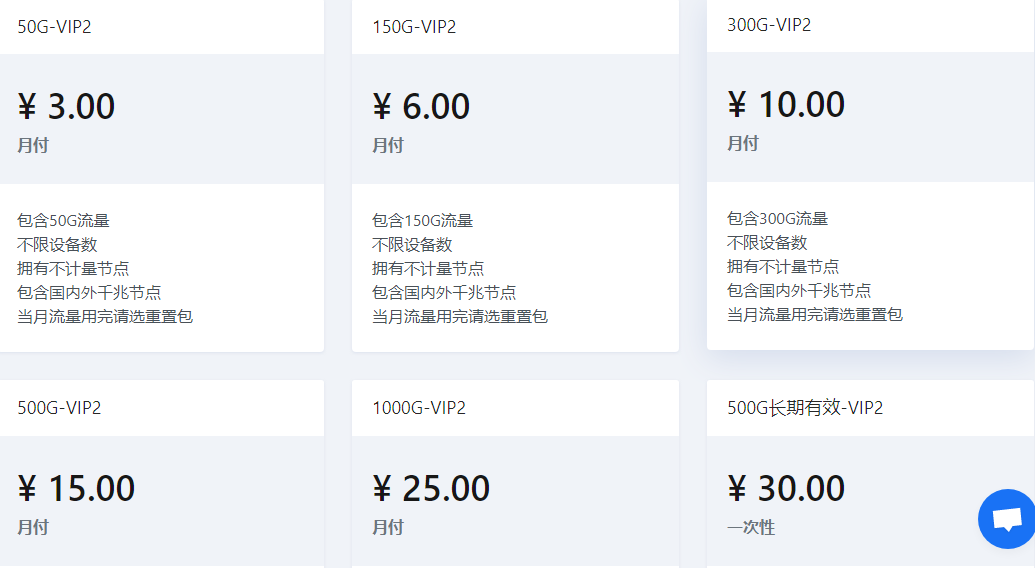 50G-VIP2
¥ 3.00
月付
包含50G流量
不限设备数
拥有不计量节点
包含国内外千兆节点
当月流量用完请选重置包
150G-VIP2
¥ 6.00
月付
包含150G流量
不限设备数
拥有不计量节点
包含国内外千兆节点
当月流量用完请选重置包
300G-VIP2
¥ 10.00
月付
包含300G流量
不限设备数
拥有不计量节点
包含国内外千兆节点
当月流量用完请选重置包
500G-VIP2
¥ 15.00
月付
1000G-VIP2
¥ 25.00
月付
500G长期有效-VIP2
¥ 30.00
一次性